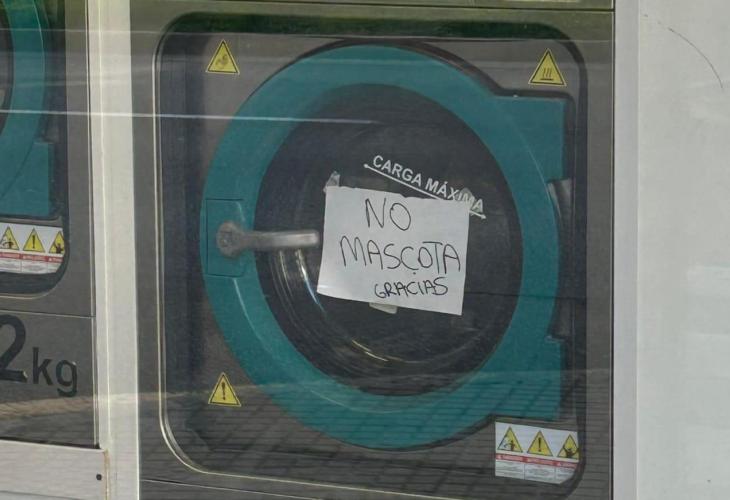 CARGA MÁXIMA
NO
MASCOTA
GRACIAS
2kg